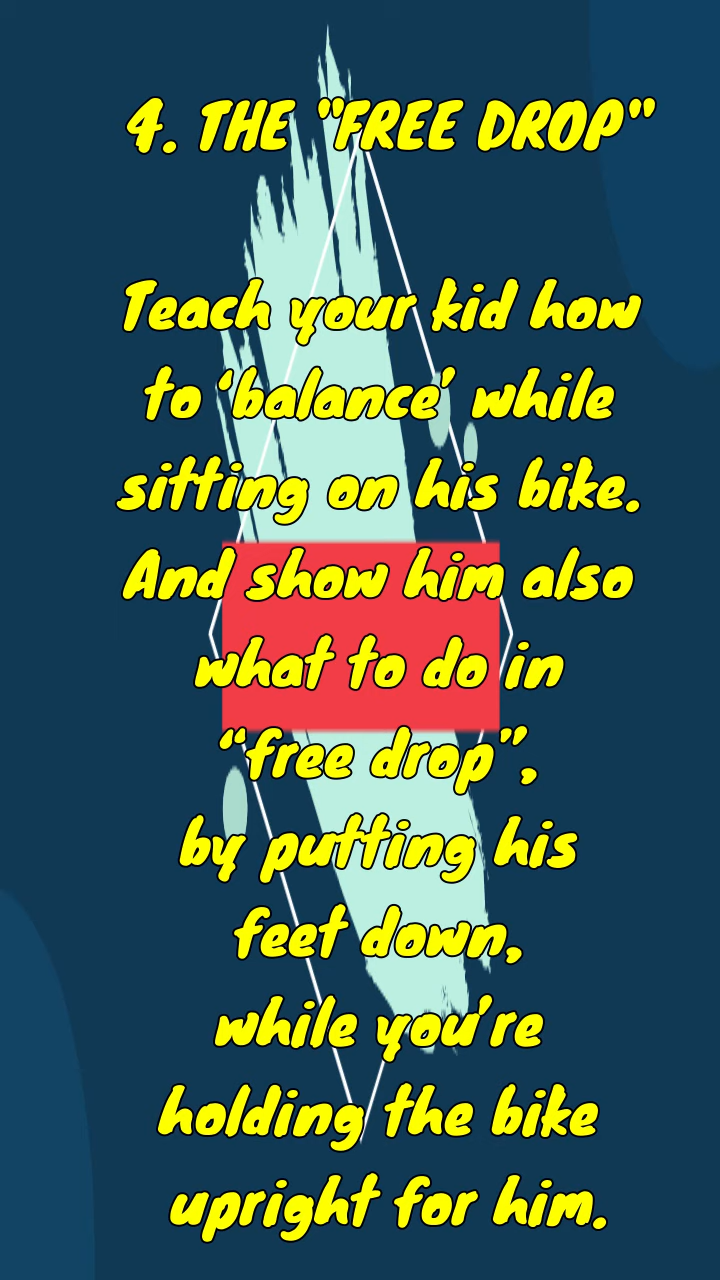 4. THE "FREE DROP"
Teach your kid how
to ‘balance’ while
sitting on his bike.
And show him also
what to do in
“free drop”,
by putting his
feet down,
while you’re
holding the bike
upright for him.